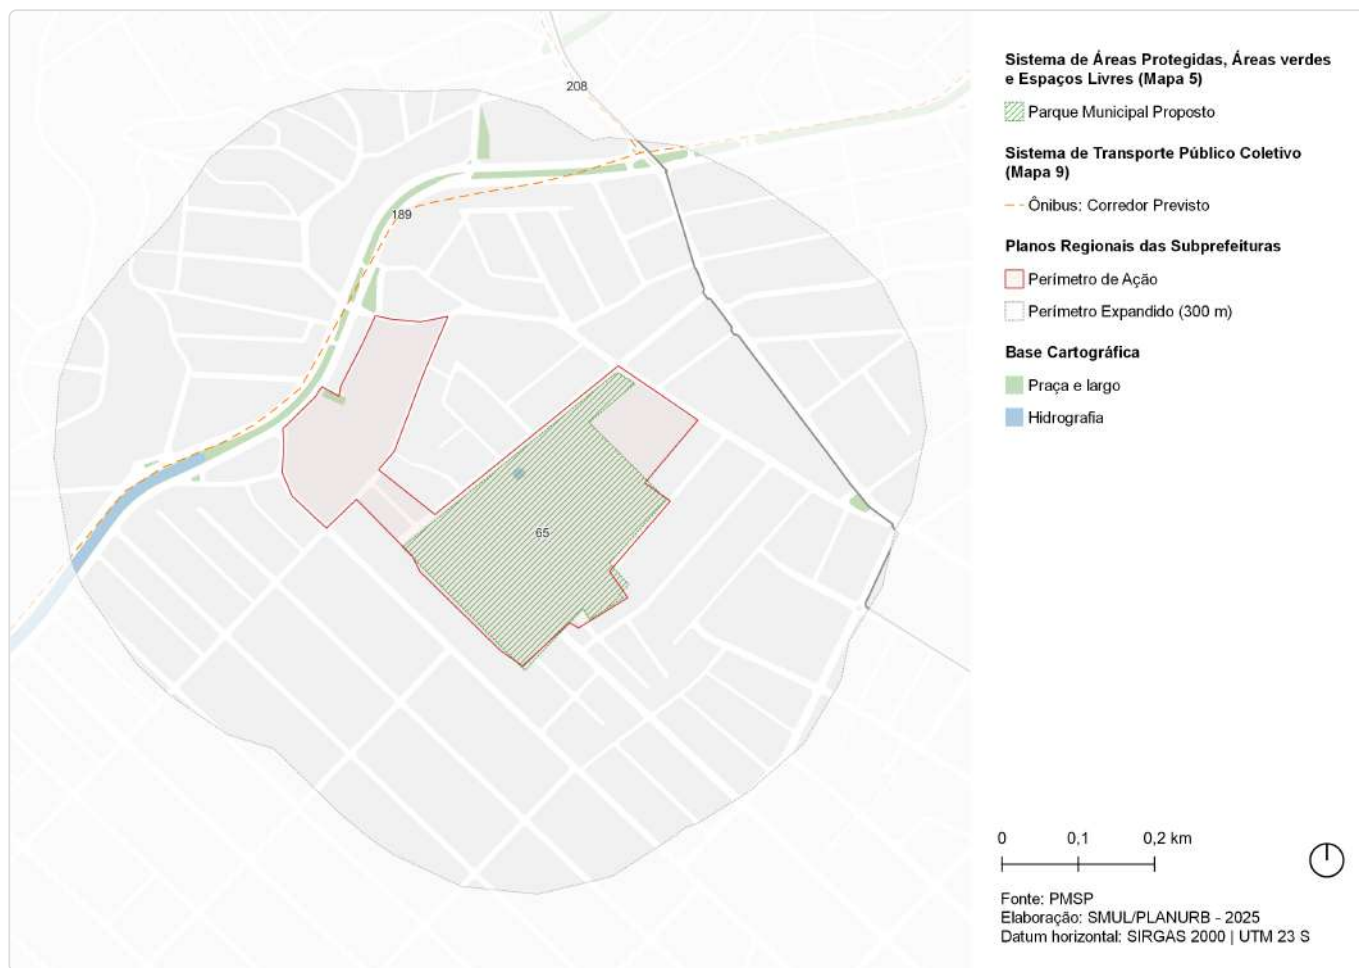 208
189
65
Sistema de Áreas Protegidas, Áreas verdes
e Espaços Livres (Mapa 5)
Parque Municipal Proposto
Sistema de Transporte Público Coletivo
(Mapa 9)
Ônibus: Corredor Previsto
Planos Regionais das Subprefeituras
Perímetro de Ação
Perímetro Expandido (300 m)
Base Cartográfica
Praça e largo
Hidrografia
0 0,1 0,2 km
Fonte: PMSP
Elaboração: SMUL/PLANURB - 2025
Datum horizontal: SIRGAS 2000 | UTM 23 S